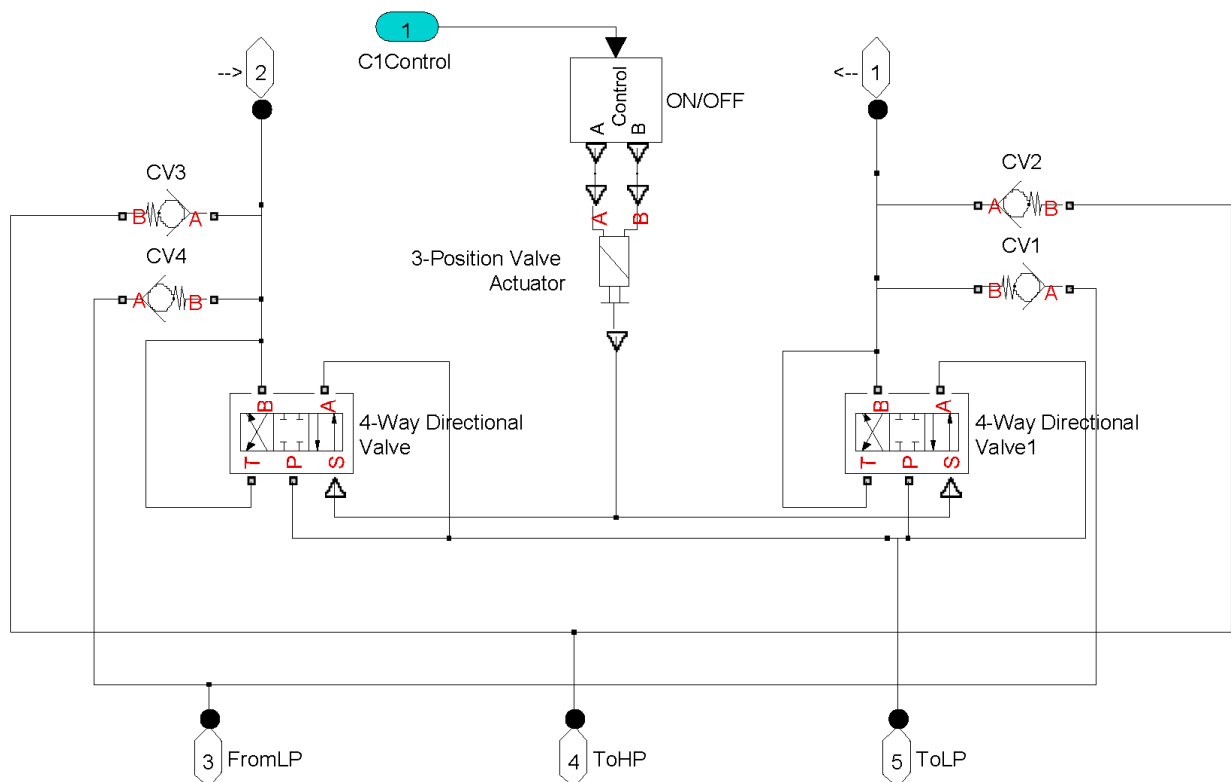 1
C1Control
--> 2
<-- 1
Control
A B
ON/OFF
CV3
B A
CV4
A B
A B
3-Position Valve
Actuator
CV2
A B
CV1
B A
B A
T P S
4-Way Directional
Valve
B A
T P S
4-Way Directional
Valve1
3 FromLP
4 ToHP
5 ToLP